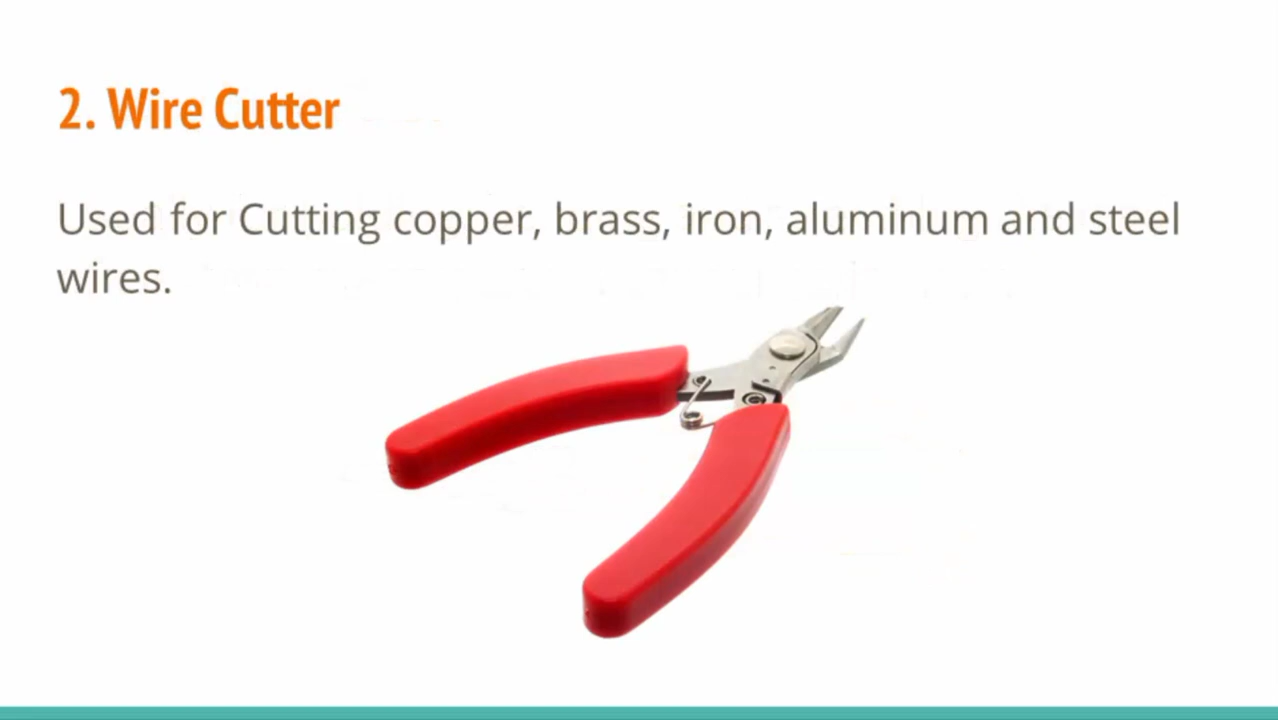 2. Wire Cutter
Used for Cutting copper, brass, iron, aluminum and steel
wires.